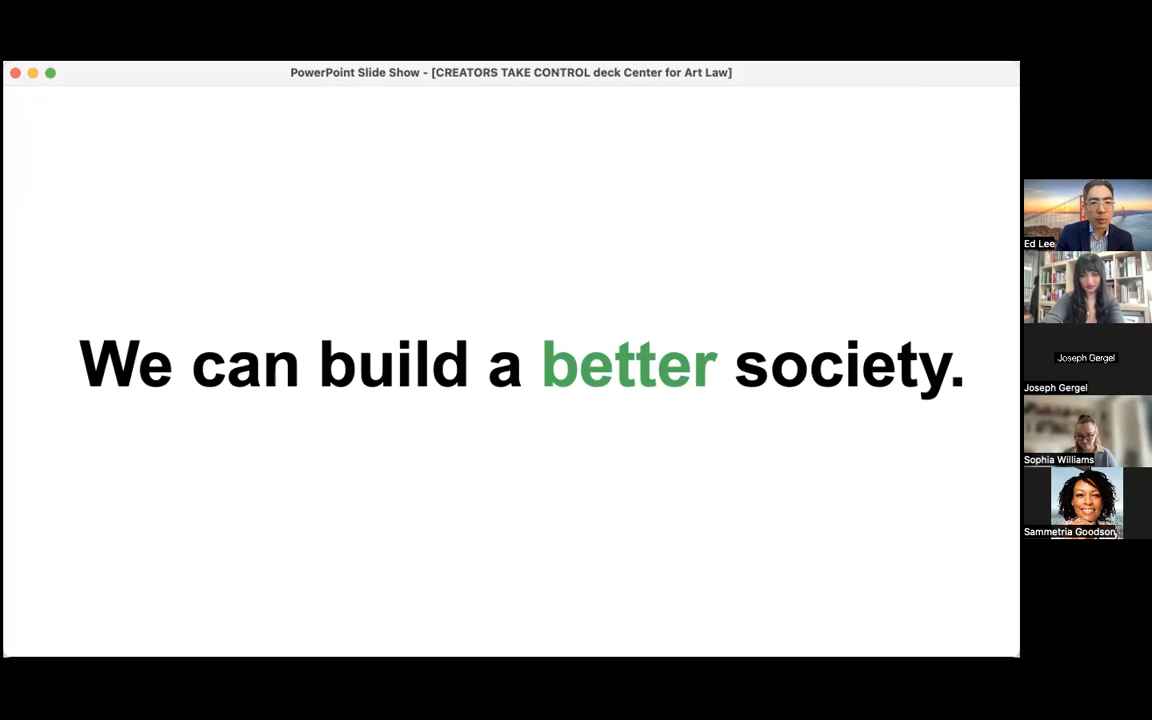 PowerPoint Slide Show - [CREATORS TAKE CONTROL deck Center for Art Law]
We can build a better society.
Ed Lee
Joseph Gergel
Joseph Gergel
Sophia Williams
Sammetria Goodson